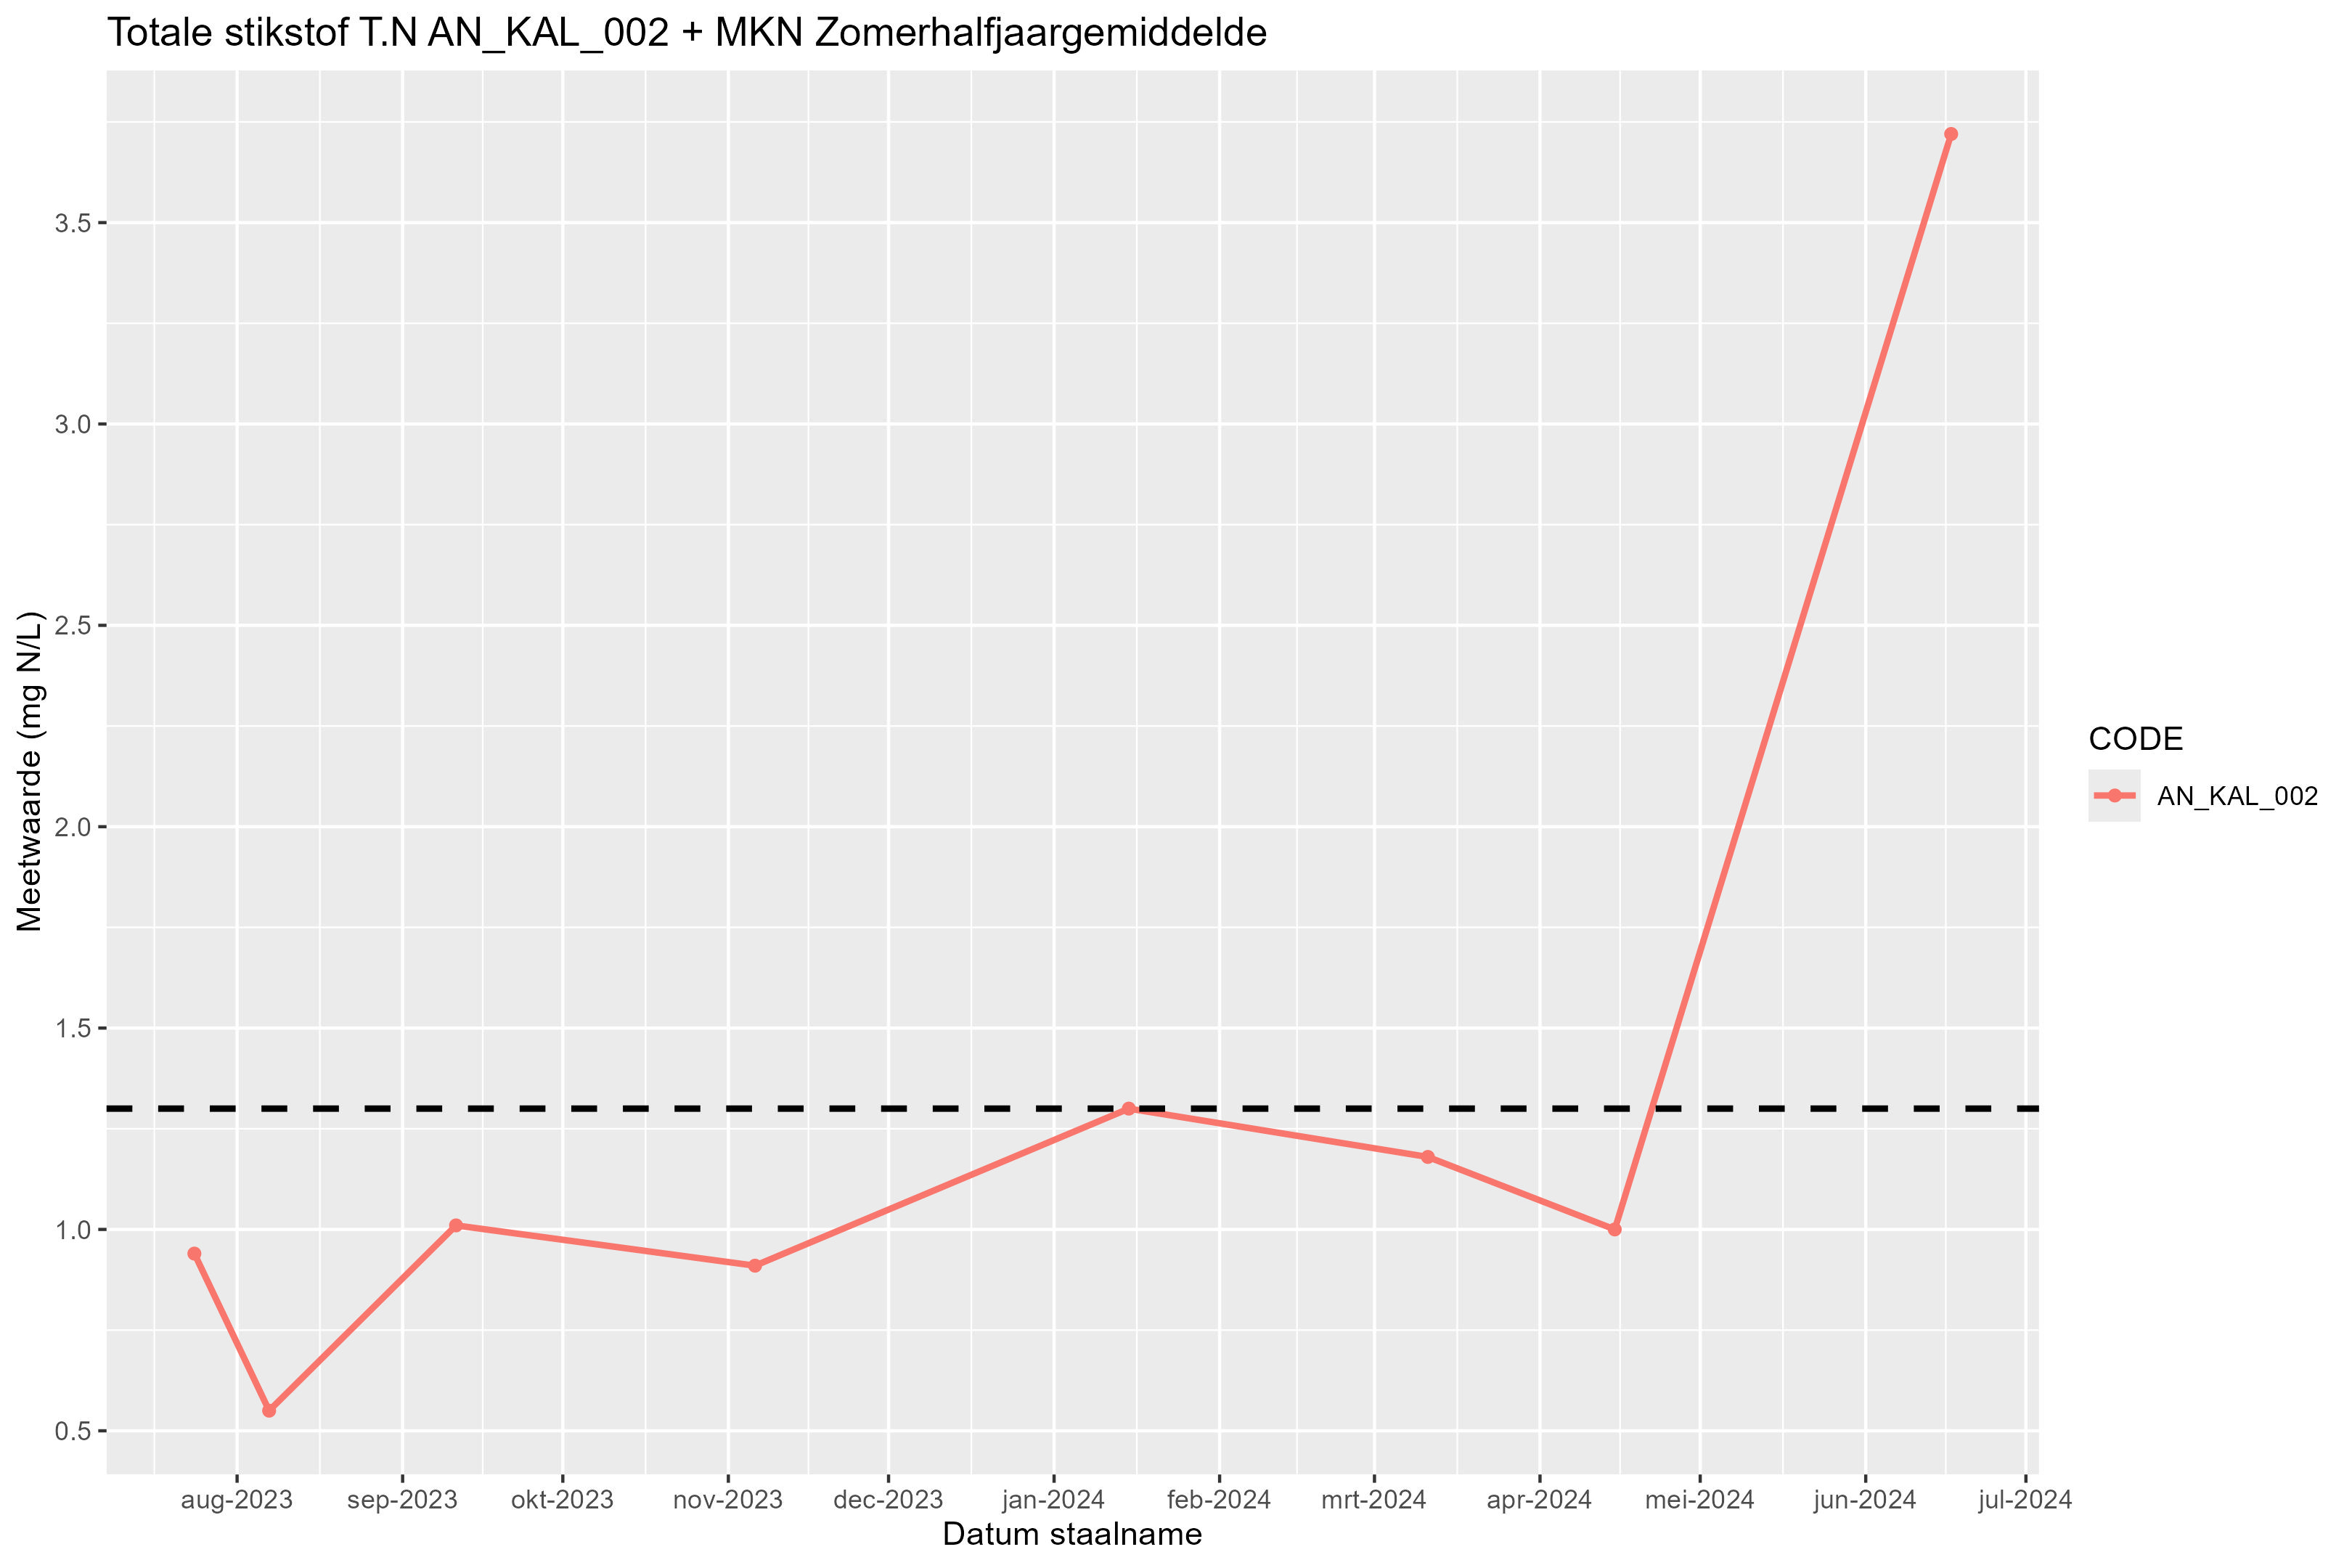 Totale stikstof T.N AN_KAL_002 + MKN Zomerhalfjaargemiddelde
Meetwaarde (mg N/L)
3.5
3.0
2.5
2.0
1.5
1.0
0.5
aug-2023 sep-2023 okt-2023 nov-2023 dec-2023 jan-2024 feb-2024 mrt-2024 apr-2024 mei-2024 jun-2024 jul-2024
Datum staalname
CODE
AN_KAL_002